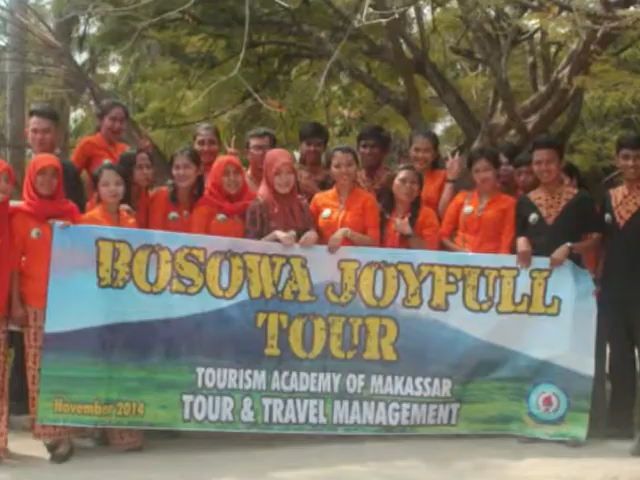 BOSOWA JOYFULL
TOUR
TOURISM ACADEMY OF MAKASSAR
TOUR & TRAVEL MANAGEMENT
November 2014